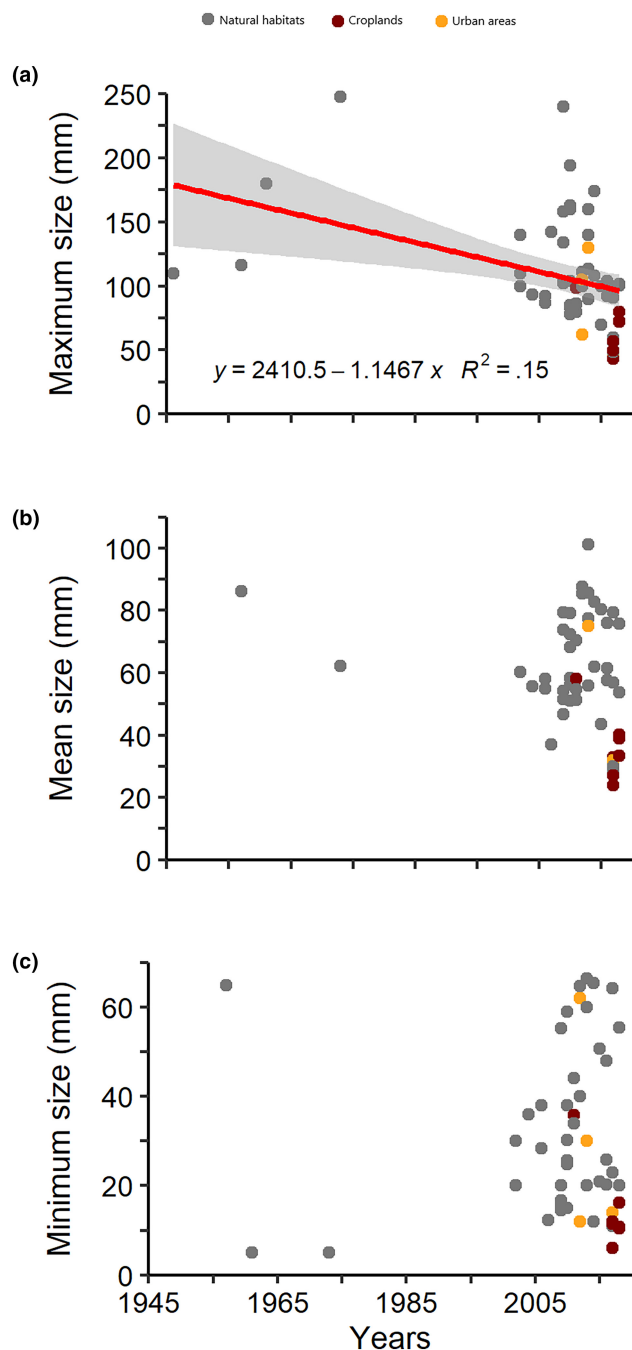 Natural habitats Croplands Urban areas
(a)
Maximum size (mm)
250
200
150
100
50
0
y = 2410.5 – 1.1467 x R² = .15
(b)
Mean size (mm)
100
80
60
40
20
0
(c)
Minimum size (mm)
60
40
20
0
1945 1965 1985 2005
Years